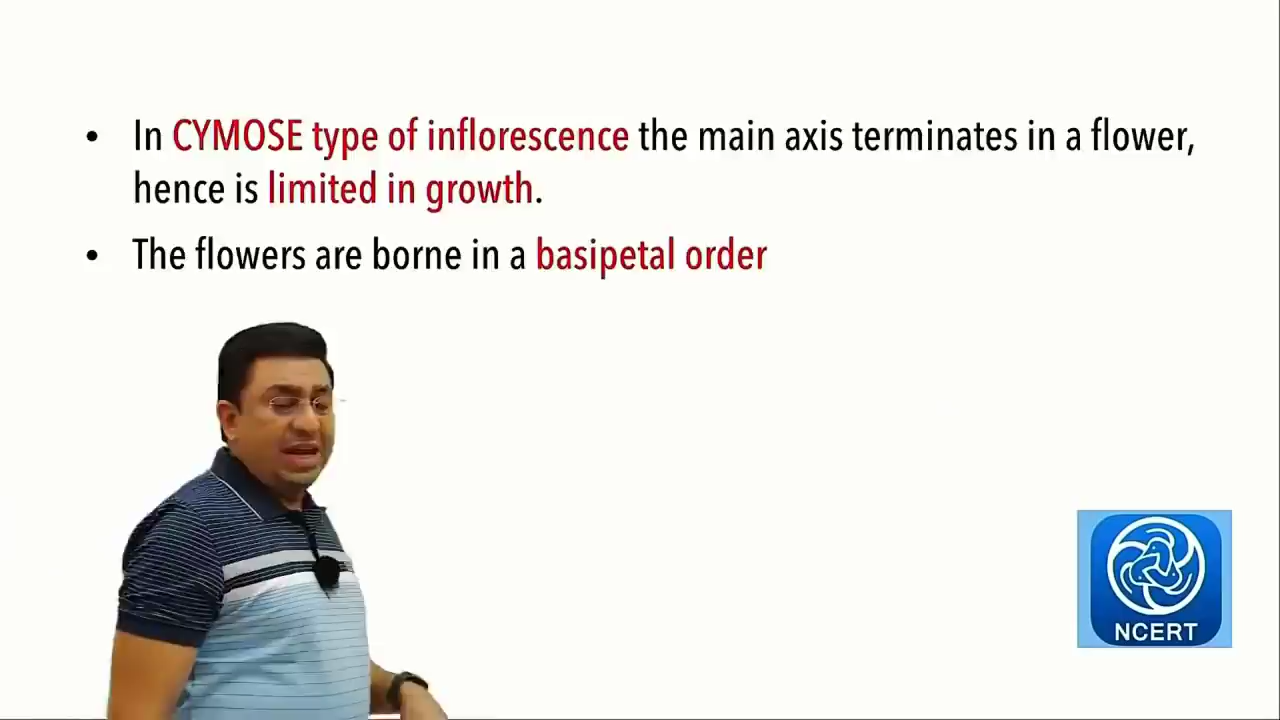 • In CYMOSE type of inflorescence the main axis terminates in a flower,
hence is limited in growth.
• The flowers are borne in a basipetal order
NCERT